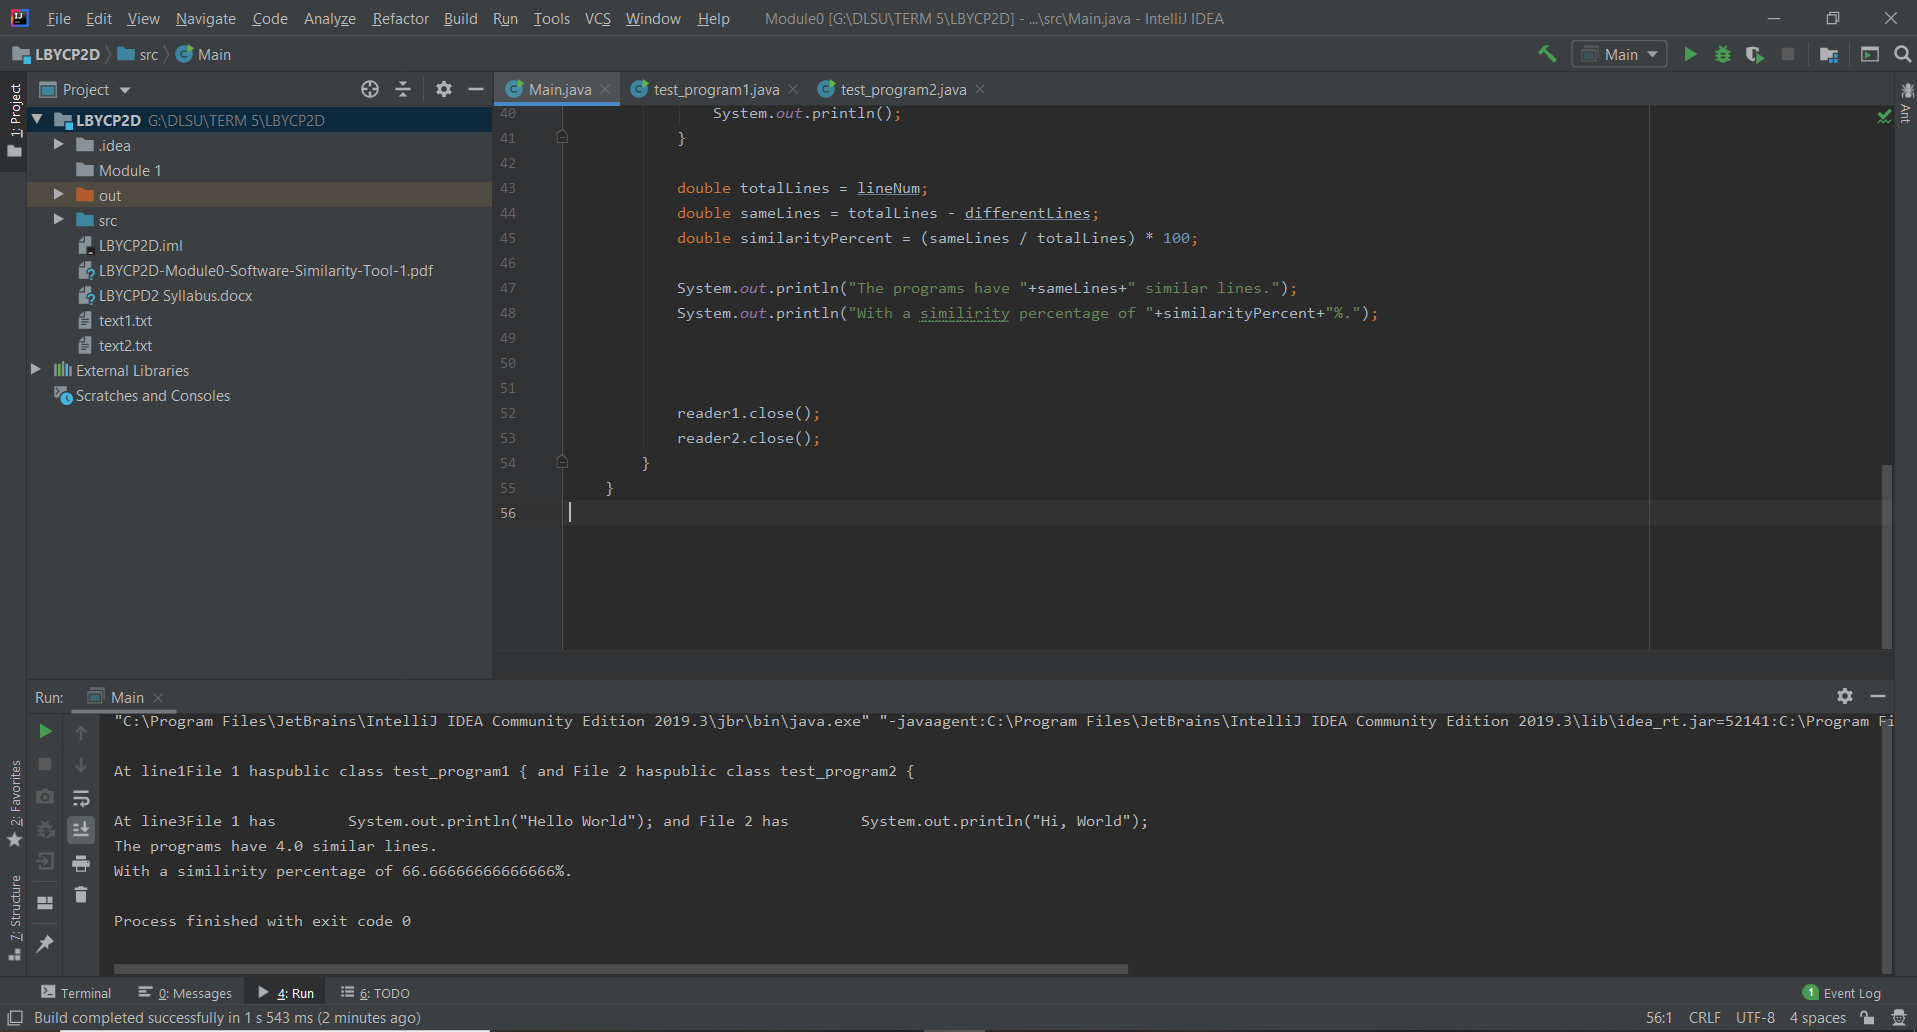 File Edit View Navigate Code Analyze Refactor Build Run Tools VCS Window Help Module0 [G:\DLSU\TERM 5\LBYCP2D] - ...\src\Main.java - IntelliJ IDEA
LBYCP2D src Main Main
1: Project
Project
Main.java test_program1.java test_program2.java
Ant
LBYCP2D G:\DLSU\TERM 5\LBYCP2D
.idea
Module 1
out
src
LBYCP2D.iml
LBYCP2D-Module0-Software-Similarity-Tool-1.pdf
LBYCPD2 Syllabus.docx
text1.txt
text2.txt
External Libraries
Scratches and Consoles
40 System.out.println();
41 }
42
43 double totalLines = lineNum;
44 double sameLines = totalLines - differentLines;
45 double similarityPercent = (sameLines / totalLines) * 100;
46
47 System.out.println("The programs have "+sameLines+" similar lines.");
48 System.out.println("With a similirity percentage of "+similarityPercent+"%.");
49
50
51
52 reader1.close();
53 reader2.close();
54 }
55 }
56
Run: Main
"C:\Program Files\JetBrains\IntelliJ IDEA Community Edition 2019.3\jbr\bin\java.exe" "-javaagent:C:\Program Files\JetBrains\IntelliJ IDEA Community Edition 2019.3\lib\idea_rt.jar=52141:C:\Program Fi
At line1File 1 haspublic class test_program1 { and File 2 haspublic class test_program2 {
At line3File 1 has        System.out.println("Hello World"); and File 2 has        System.out.println("Hi, World");
The programs have 4.0 similar lines.
With a similirity percentage of 66.66666666666666%.
Process finished with exit code 0
2: Favorites
7: Structure
Terminal 0: Messages 4: Run 6: TODO 1 Event Log
Build completed successfully in 1 s 543 ms (2 minutes ago) 56:1 CRLF UTF-8 4 spaces